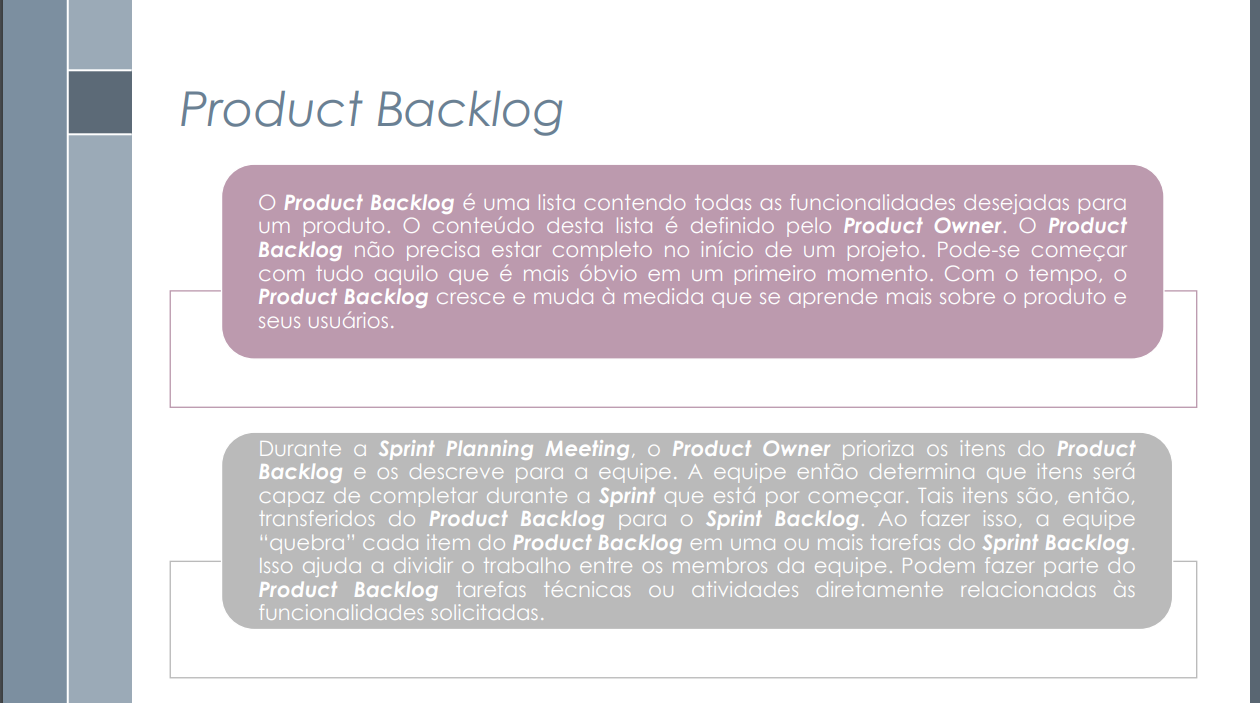 Product Backlog
O Product Backlog é uma lista contendo todas as funcionalidades desejadas para
um produto. O conteúdo desta lista é definido pelo Product Owner. O Product
Backlog não precisa estar completo no início de um projeto. Pode-se começar
com tudo aquilo que é mais óbvio em um primeiro momento. Com o tempo, o
Product Backlog cresce e muda à medida que se aprende mais sobre o produto e
seus usuários.
Durante a Sprint Planning Meeting, o Product Owner prioriza os itens do Product
Backlog e os descreve para a equipe. A equipe então determina que itens será
capaz de completar durante a Sprint que está por começar. Tais itens são, então,
transferidos do Product Backlog para o Sprint Backlog. Ao fazer isso, a equipe
“quebra” cada item do Product Backlog em uma ou mais tarefas do Sprint Backlog.
Isso ajuda a dividir o trabalho entre os membros da equipe. Podem fazer parte do
Product Backlog tarefas técnicas ou atividades diretamente relacionadas às
funcionalidades solicitadas.